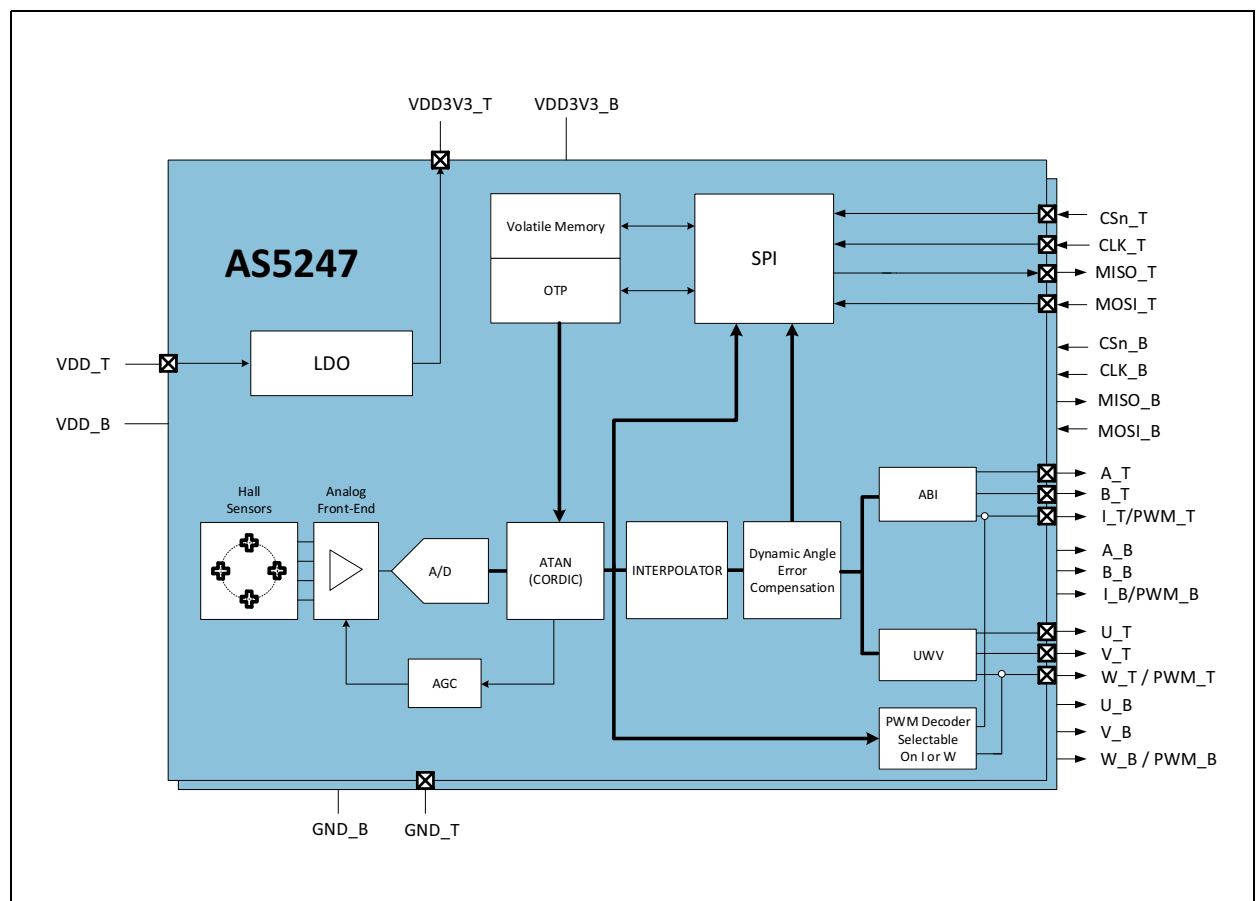 VDD3V3_T
VDD3V3_B
AS5247
Volatile Memory
OTP
SPI
CSn_T
CLK_T
MISO_T
MOSI_T
LDO
VDD_T
VDD_B
CSn_B
CLK_B
MISO_B
MOSI_B
Hall
Sensors
Analog
Front-End
A/D
ATAN
(CORDIC)
INTERPOLATOR
Dynamic Angle
Error
Compensation
AGC
ABI
A_T
B_T
I_T/PWM_T
A_B
B_B
I_B/PWM_B
UWV
U_T
V_T
W_T / PWM_T
PWM Decoder
Selectable
On I or W
U_B
V_B
W_B / PWM_B
GND_B
GND_T